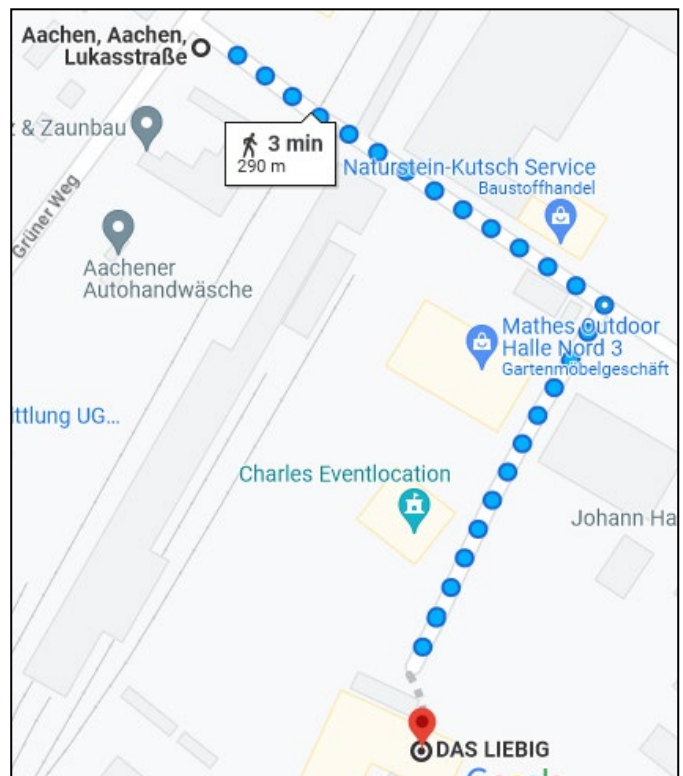 Aachen, Aachen,
Lukasstraße
z & Zaunbau
3 min
290 m
Naturstein-Kutsch Service
Baustoffhandel
Grüner Weg
Aachener
Autohandwäsche
Mathes Outdoor
Halle Nord 3
Gartenmöbelgeschäft
ittlung UG...
Charles Eventlocation
Johann Ha
DAS LIEBIG